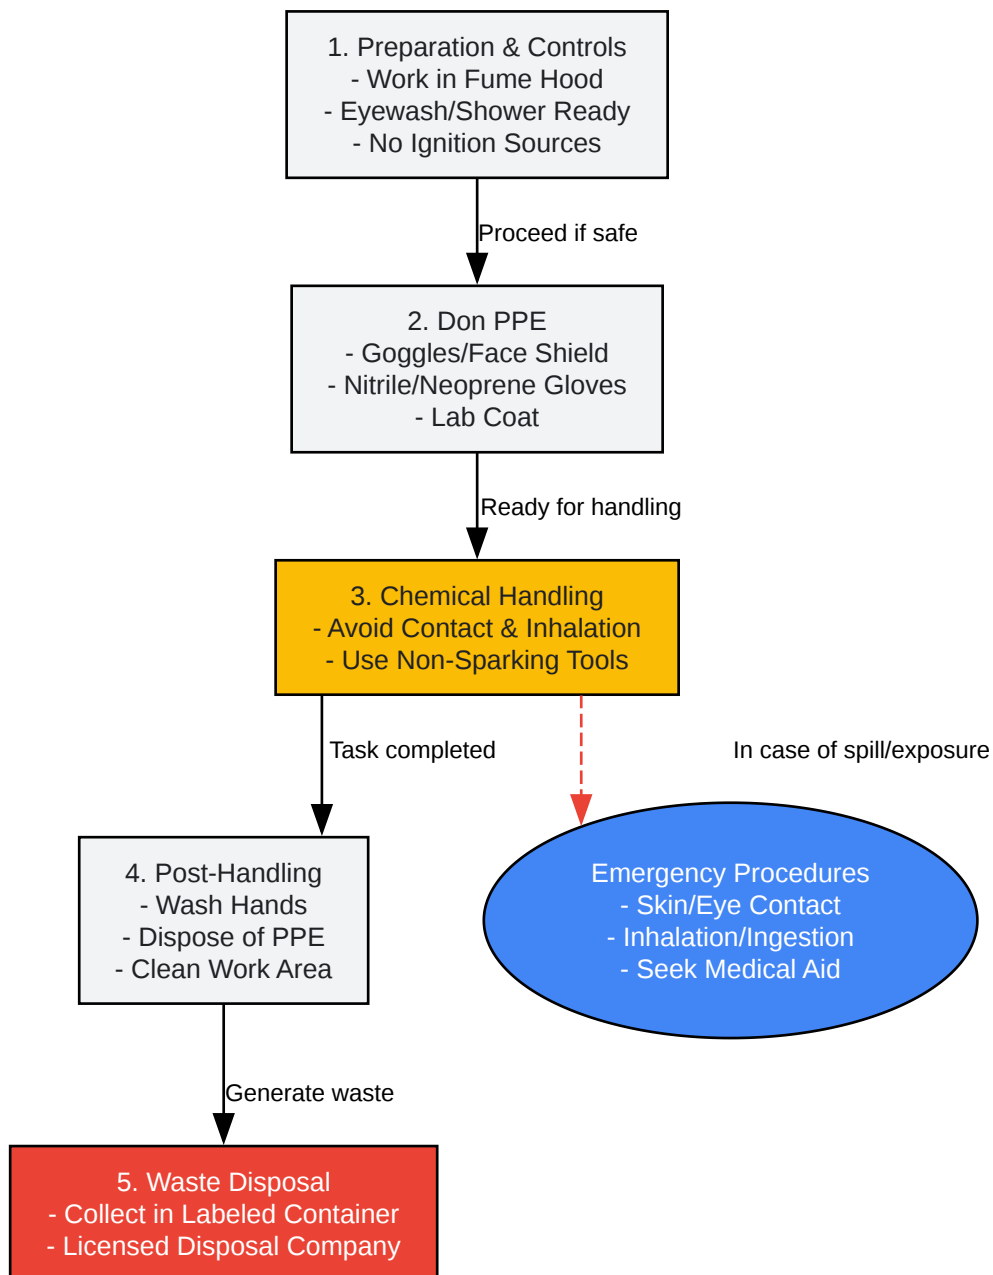 1. Preparation & Controls
- Work in Fume Hood
- Eyewash/Shower Ready
- No Ignition Sources
Proceed if safe
2. Don PPE
- Goggles/Face Shield
- Nitrile/Neoprene Gloves
- Lab Coat
Ready for handling
3. Chemical Handling
- Avoid Contact & Inhalation
- Use Non-Sparking Tools
Task completed
In case of spill/exposure
4. Post-Handling
- Wash Hands
- Dispose of PPE
- Clean Work Area
Emergency Procedures
- Skin/Eye Contact
- Inhalation/Ingestion
- Seek Medical Aid
Generate waste
5. Waste Disposal
- Collect in Labeled Container
- Licensed Disposal Company